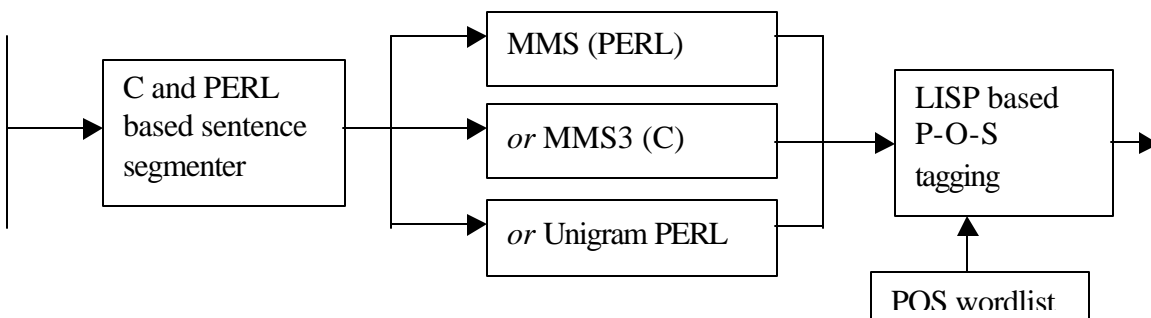 C and PERL
based sentence
segmenter
MMS (PERL)
or MMS3 (C)
or Unigram PERL
LISP based
P-O-S
tagging
POS wordlist